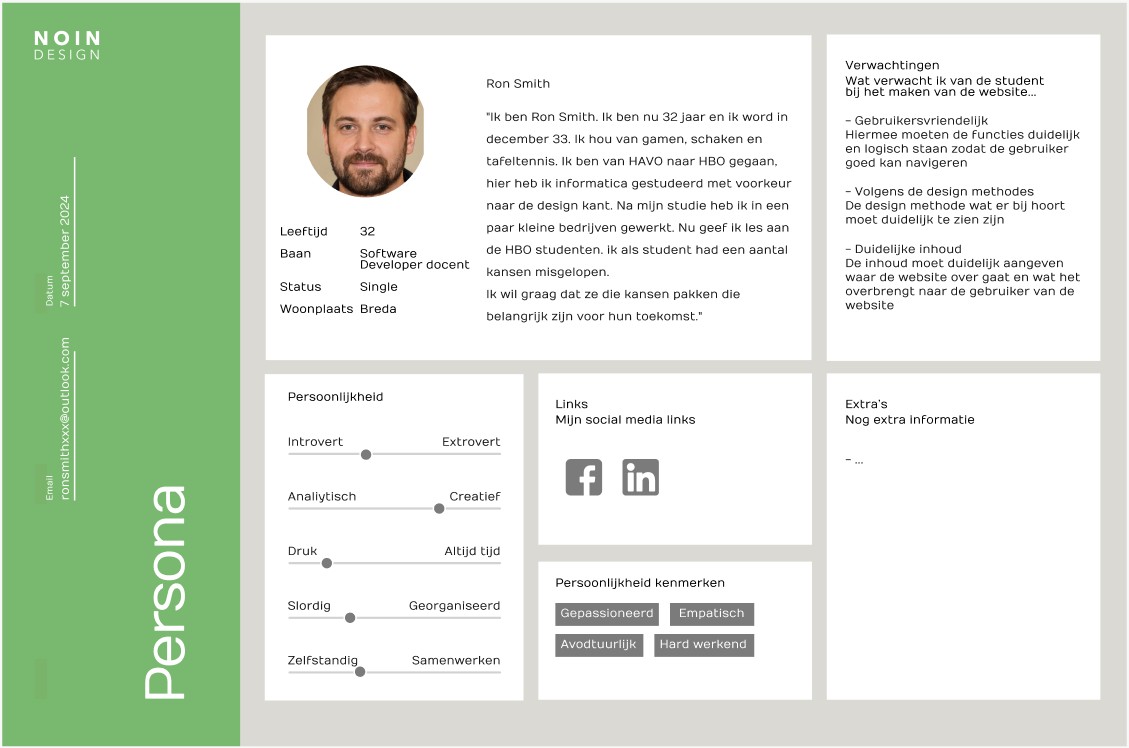 NOIN
DESIGN
Datum
7 september 2024
Email
ronsmithxxx@outlook.com
Persona
Leeftijd 32
Baan Software
Developer docent
Status Single
Woonplaats Breda
Ron Smith
"Ik ben Ron Smith. Ik ben nu 32 jaar en ik word in
december 33. Ik hou van gamen, schaken en
tafeltennis. Ik ben van HAVO naar HBO gegaan,
hier heb ik informatica gestudeerd met voorkeur
naar de design kant. Na mijn studie heb ik in een
paar kleine bedrijven gewerkt. Nu geef ik les aan
de HBO studenten. ik als student had een aantal
kansen misgelopen.
Ik wil graag dat ze die kansen pakken die
belangrijk zijn voor hun toekomst."
Verwachtingen
Wat verwacht ik van de student
bij het maken van de website...
- Gebruikersvriendelijk
Hiermee moeten de functies duidelijk
en logisch staan zodat de gebruiker
goed kan navigeren
- Volgens de design methodes
De design methode wat er bij hoort
moet duidelijk te zien zijn
- Duidelijke inhoud
De inhoud moet duidelijk aangeven
waar de website over gaat en wat het
overbrengt naar de gebruiker van de
website
Persoonlijkheid
Introvert Extrovert
Analiytisch Creatief
Druk Altijd tijd
Slordig Georganiseerd
Zelfstandig Samenwerken
Links
Mijn social media links
f in
Persoonlijkheid kenmerken
Gepassioneerd Empatisch
Avodtuurlijk Hard werkend
Extra's
Nog extra informatie
- ...